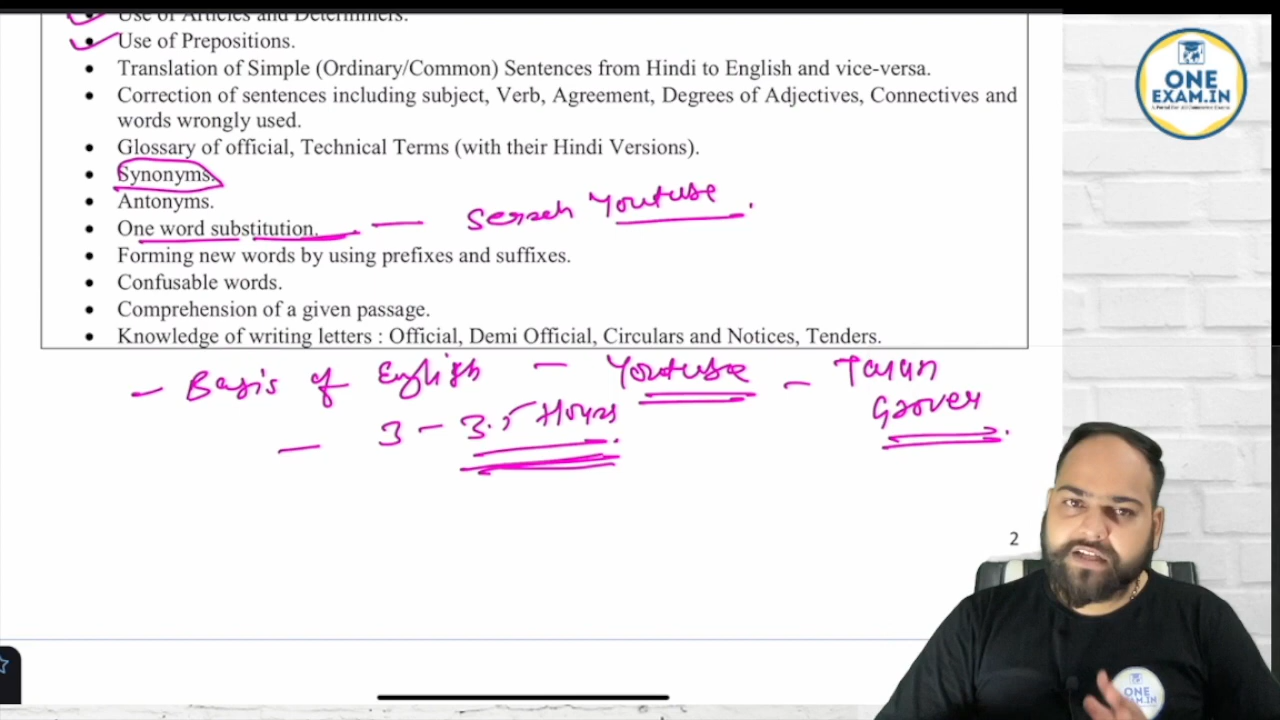 Use of Articles and Determiners.
Use of Prepositions.
Translation of Simple (Ordinary/Common) Sentences from Hindi to English and vice-versa.
Correction of sentences including subject, Verb, Agreement, Degrees of Adjectives, Connectives and
words wrongly used.
Glossary of official, Technical Terms (with their Hindi Versions).
Synonyms.
Antonyms.
One word substitution. — Serach Youtube.
Forming new words by using prefixes and suffixes.
Confusable words.
Comprehension of a given passage.
Knowledge of writing letters : Official, Demi Official, Circulars and Notices, Tenders.
— Basis of English — Youtube — Tarun
Grover.
— 3 - 3.5 Hours.
2
ONE
EXAM.IN
ONE
EXAM.IN